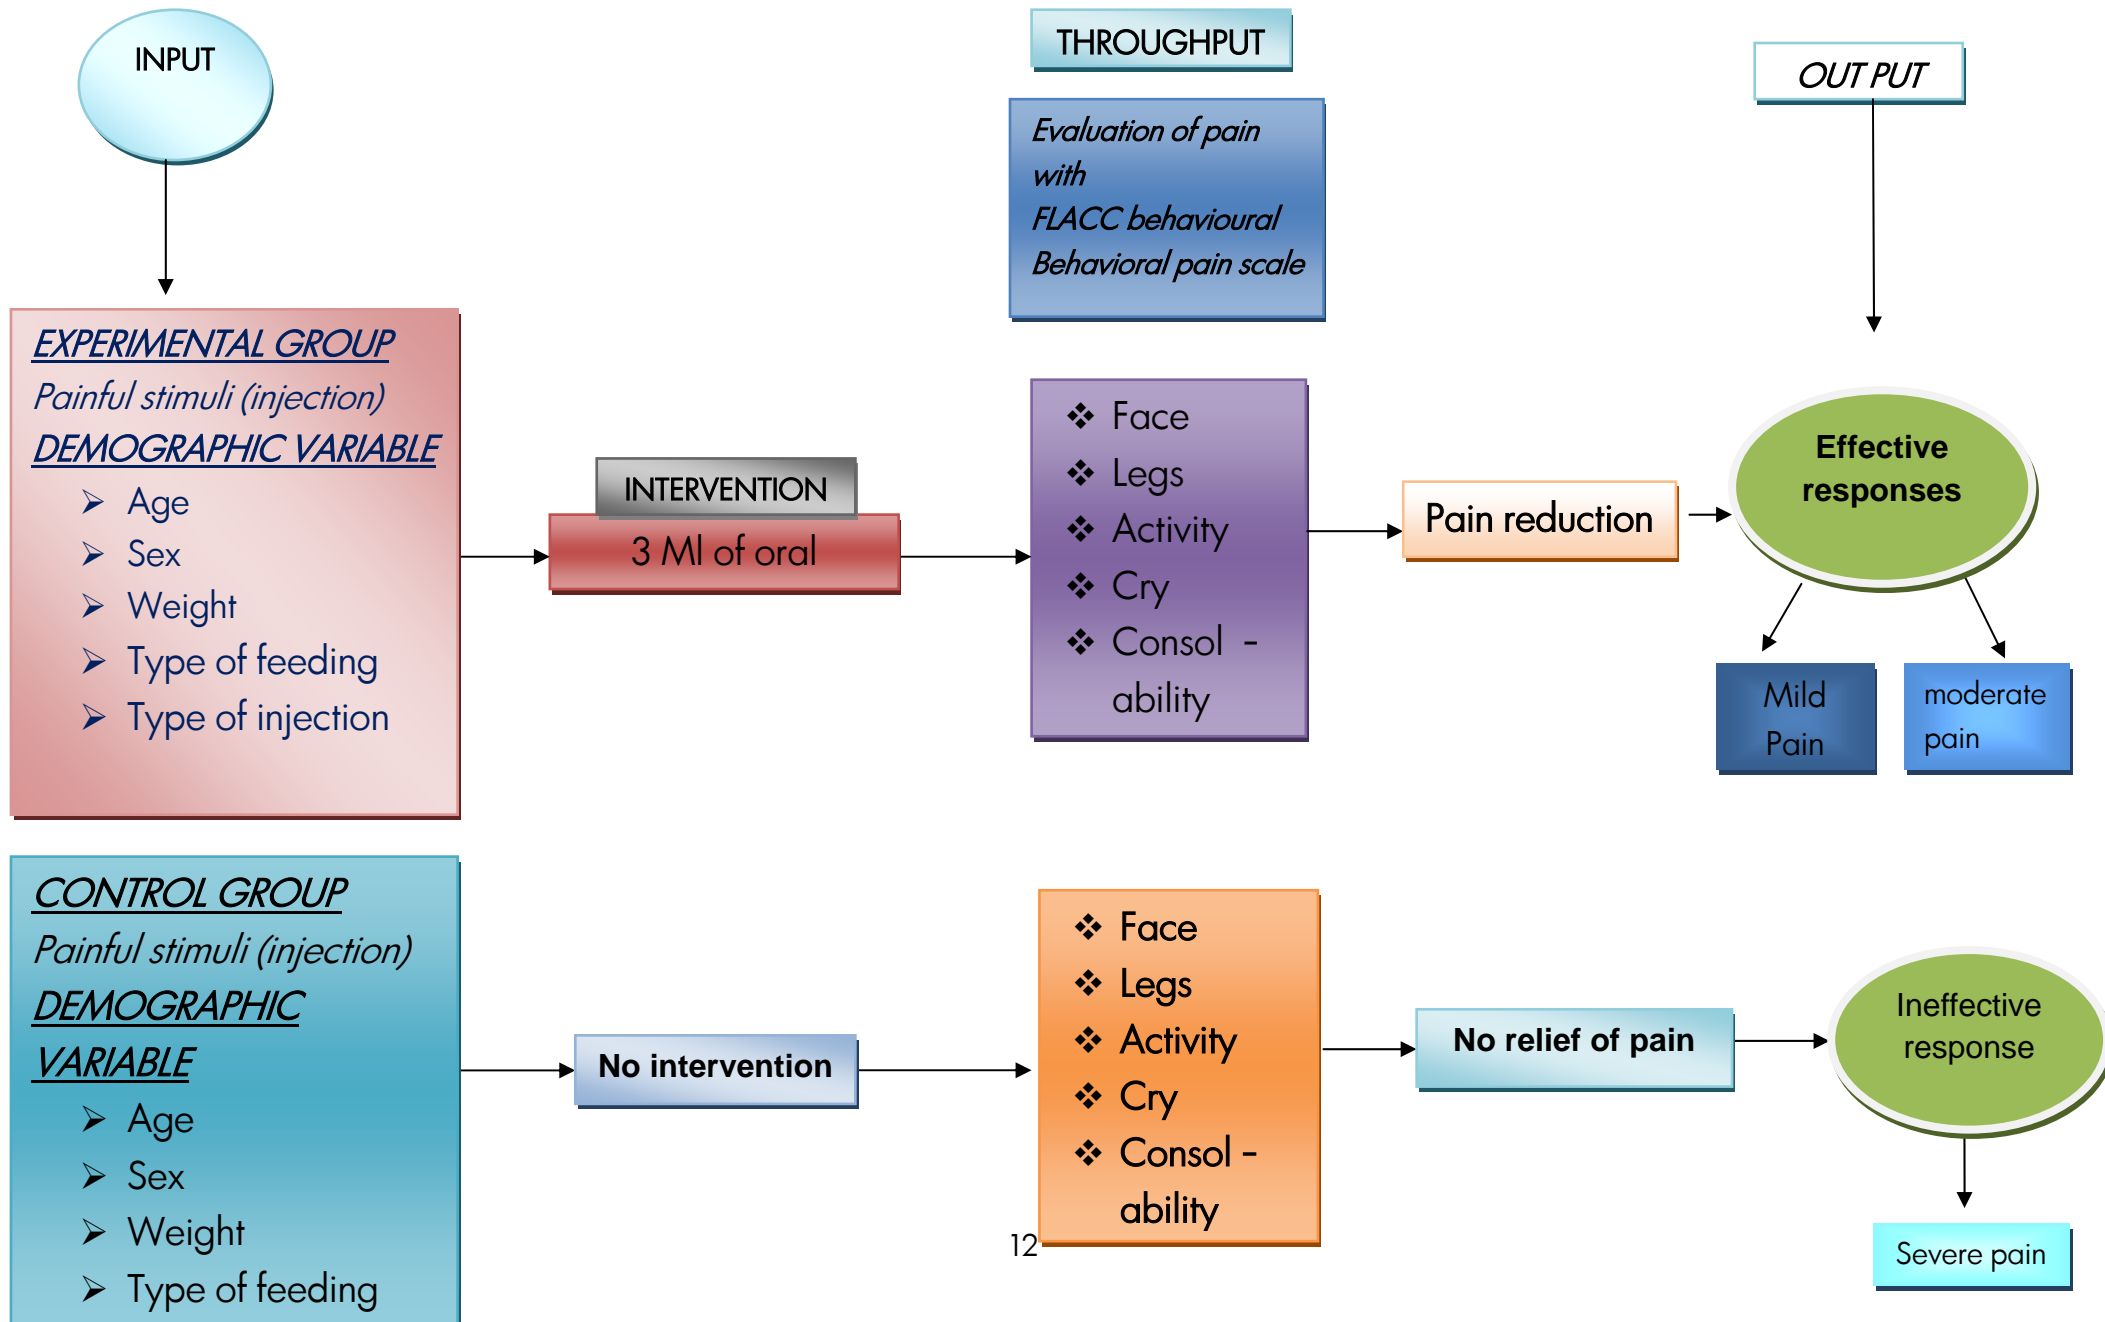 INPUT
THROUGHPUT
OUT PUT
Evaluation of pain
with
FLACC behavioural
Behavioral pain scale
EXPERIMENTAL GROUP
Painful stimuli (injection)
DEMOGRAPHIC VARIABLE
➢ Age
➢ Sex
➢ Weight
➢ Type of feeding
➢ Type of injection
INTERVENTION
3 Ml of oral
❖ Face
❖ Legs
❖ Activity
❖ Cry
❖ Consol -
ability
Pain reduction
Effective
responses
Mild
Pain
moderate
pain
CONTROL GROUP
Painful stimuli (injection)
DEMOGRAPHIC
VARIABLE
➢ Age
➢ Sex
➢ Weight
➢ Type of feeding
No intervention
❖ Face
❖ Legs
❖ Activity
❖ Cry
❖ Consol -
ability
No relief of pain
Ineffective
response
Severe pain
12